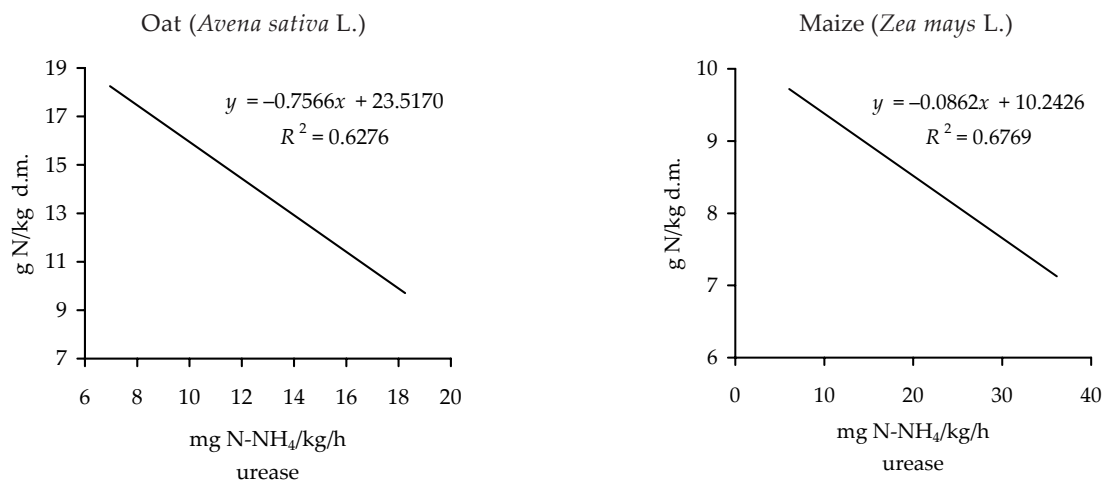 Oat (Avena sativa L.)
19
17
15
13
11
9
7
g N/kg d.m.
y = –0.7566x + 23.5170
R² = 0.6276
6 8 10 12 14 16 18 20
mg N-NH₄/kg/h
urease
Maize (Zea mays L.)
10
9
8
7
6
g N/kg d.m.
y = –0.0862x + 10.2426
R² = 0.6769
0 10 20 30 40
mg N-NH₄/kg/h
urease